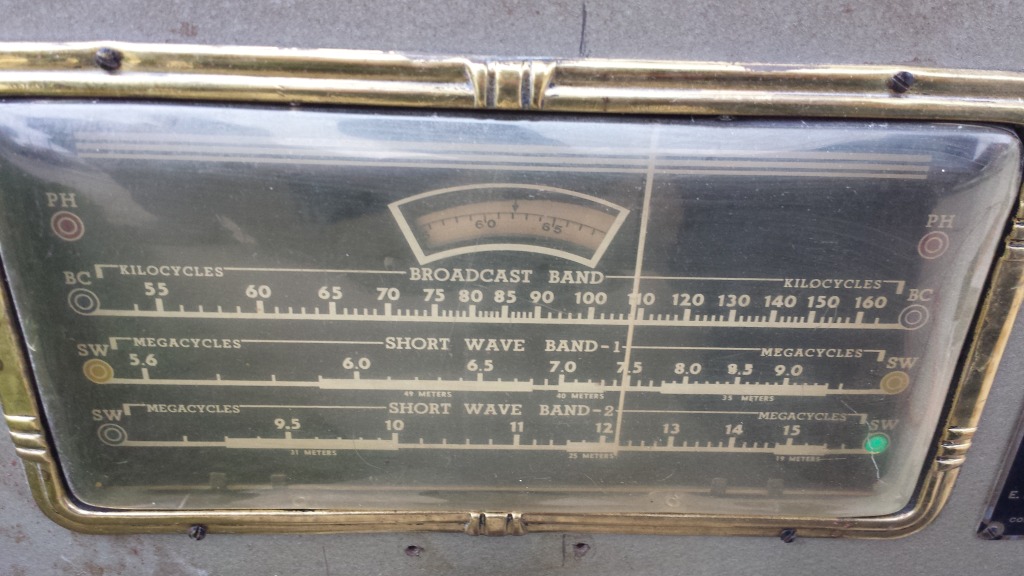 60 65
PH PH
BC KILOCYCLES BROADCAST BAND KILOCYCLES BC
55 60 65 70 75 80 85 90 100 110 120 130 140 150 160
SW MEGACYCLES SHORT WAVE BAND-1 MEGACYCLES SW
5.6 6.0 6.5 7.0 7.5 8.0 8.5 9.0
49 METERS 40 METERS 35 METERS
SW MEGACYCLES SHORT WAVE BAND-2 MEGACYCLES SW
9.5 10 11 12 13 14 15
31 METERS 25 METERS 19 METERS
E.
CO